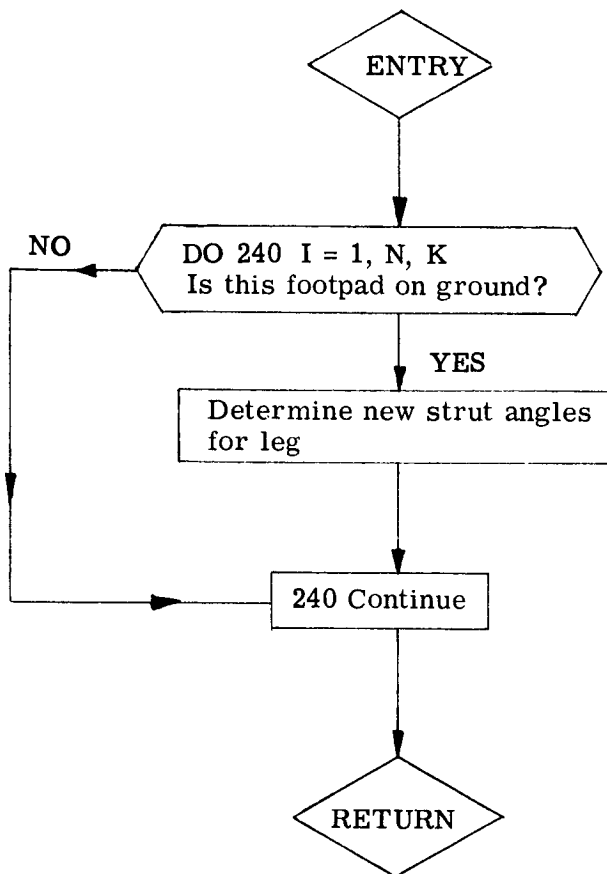 ENTRY
DO 240 I = 1, N, K
Is this footpad on ground?
NO
YES
Determine new strut angles
for leg
240 Continue
RETURN